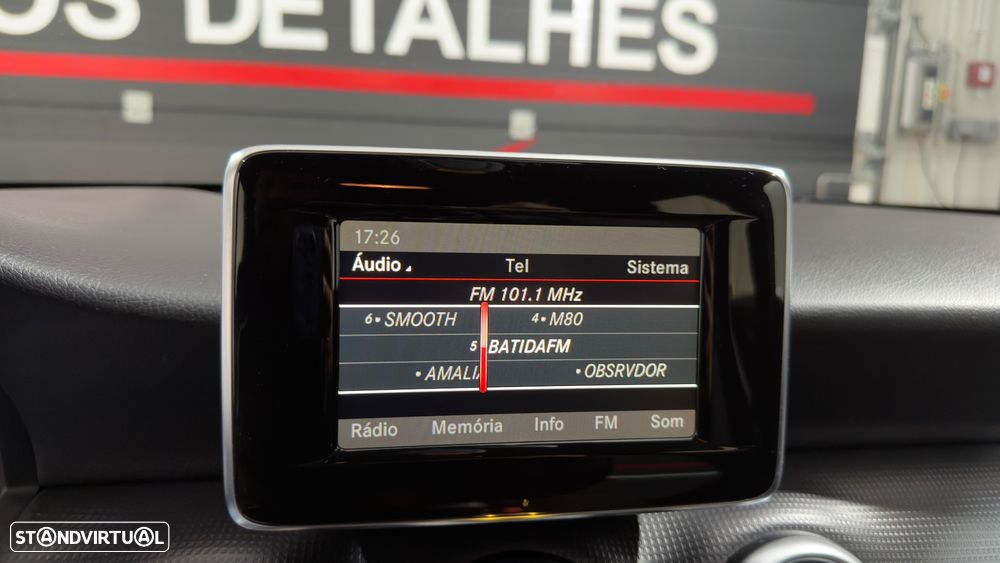 OS DETALHES
17:26
Áudio Tel Sistema
FM 101.1 MHz
6• SMOOTH 4• M80
5 BATIDAFM
• AMALI • OBSRVDOR
Rádio Memória Info FM Som
STANDVIRTUAL